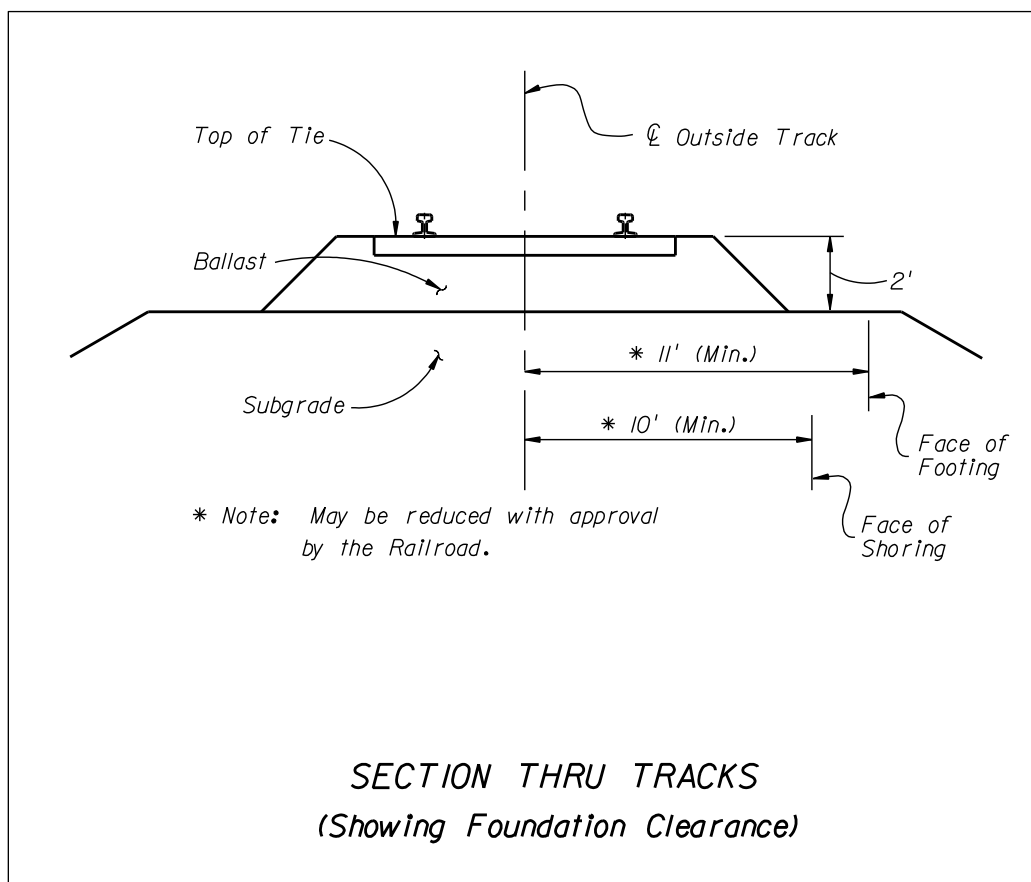 Top of Tie
℄ Outside Track
Ballast
2'
* 11' (Min.)
Subgrade
* 10' (Min.)
Face of
Footing
* Note: May be reduced with approval
by the Railroad.
Face of
Shoring
SECTION THRU TRACKS
(Showing Foundation Clearance)